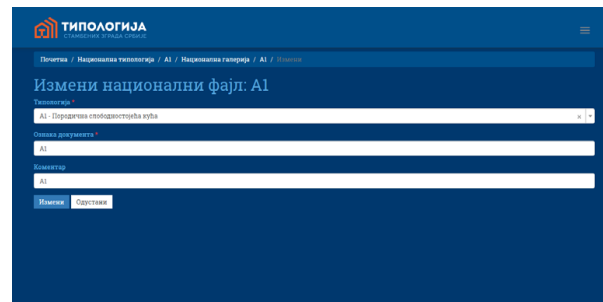 ТИПОЛОГИЈА
СТАМБЕНИХ ЗГРАДА СРБИЈЕ
Почетна / Национална типологија / А1 / Национална галерија / А1 / Измени
Измени национални фајл: А1
Типологија *
А1 - Породична слободностојећа кућа
Ознака документа *
А1
Коментар
А1
Измени Одустани